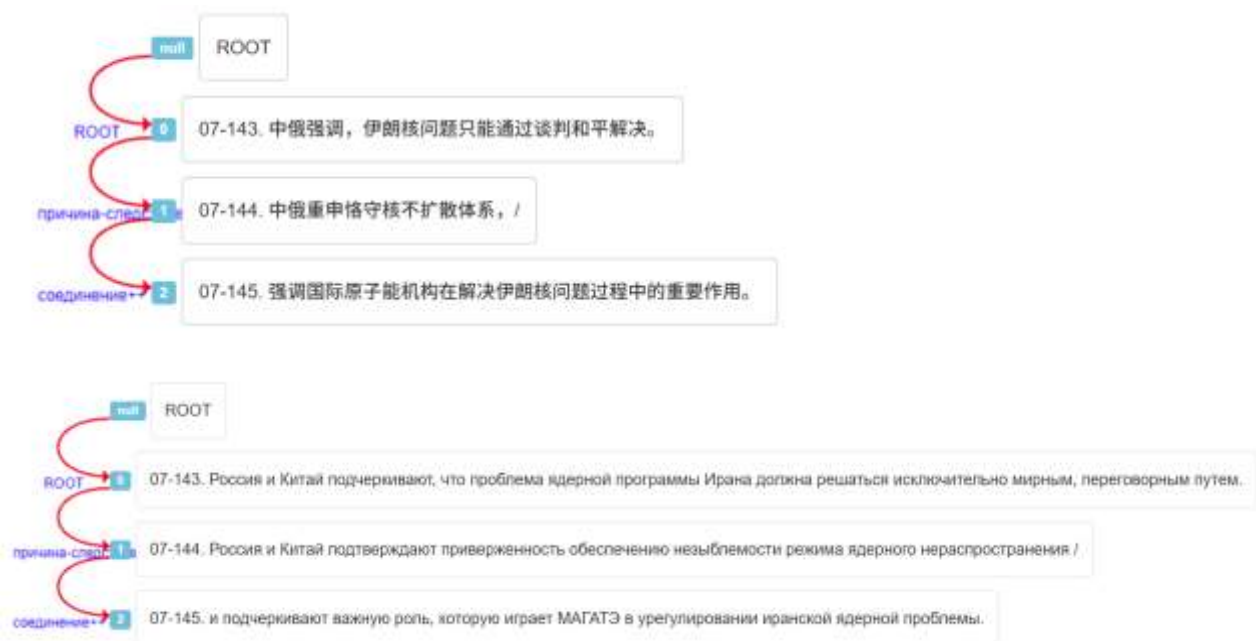 null ROOT
ROOT 0 07-143. 中俄强调，伊朗核问题只能通过谈判和平解决。
1 07-144. 中俄重申恪守核不扩散体系，/
соединение++ 2 07-145. 强调国际原子能机构在解决伊朗核问题过程中的重要作用。
null ROOT
ROOT 0 07-143. Россия и Китай подчеркивают, что проблема ядерной программы Ирана должна решаться исключительно мирным, переговорным путем.
1 07-144. Россия и Китай подтверждают приверженность обеспечению незыблемости режима ядерного нераспространения /
соединение++ 2 07-145. и подчеркивают важную роль, которую играет МАГАТЭ в урегулировании иранской ядерной проблемы.